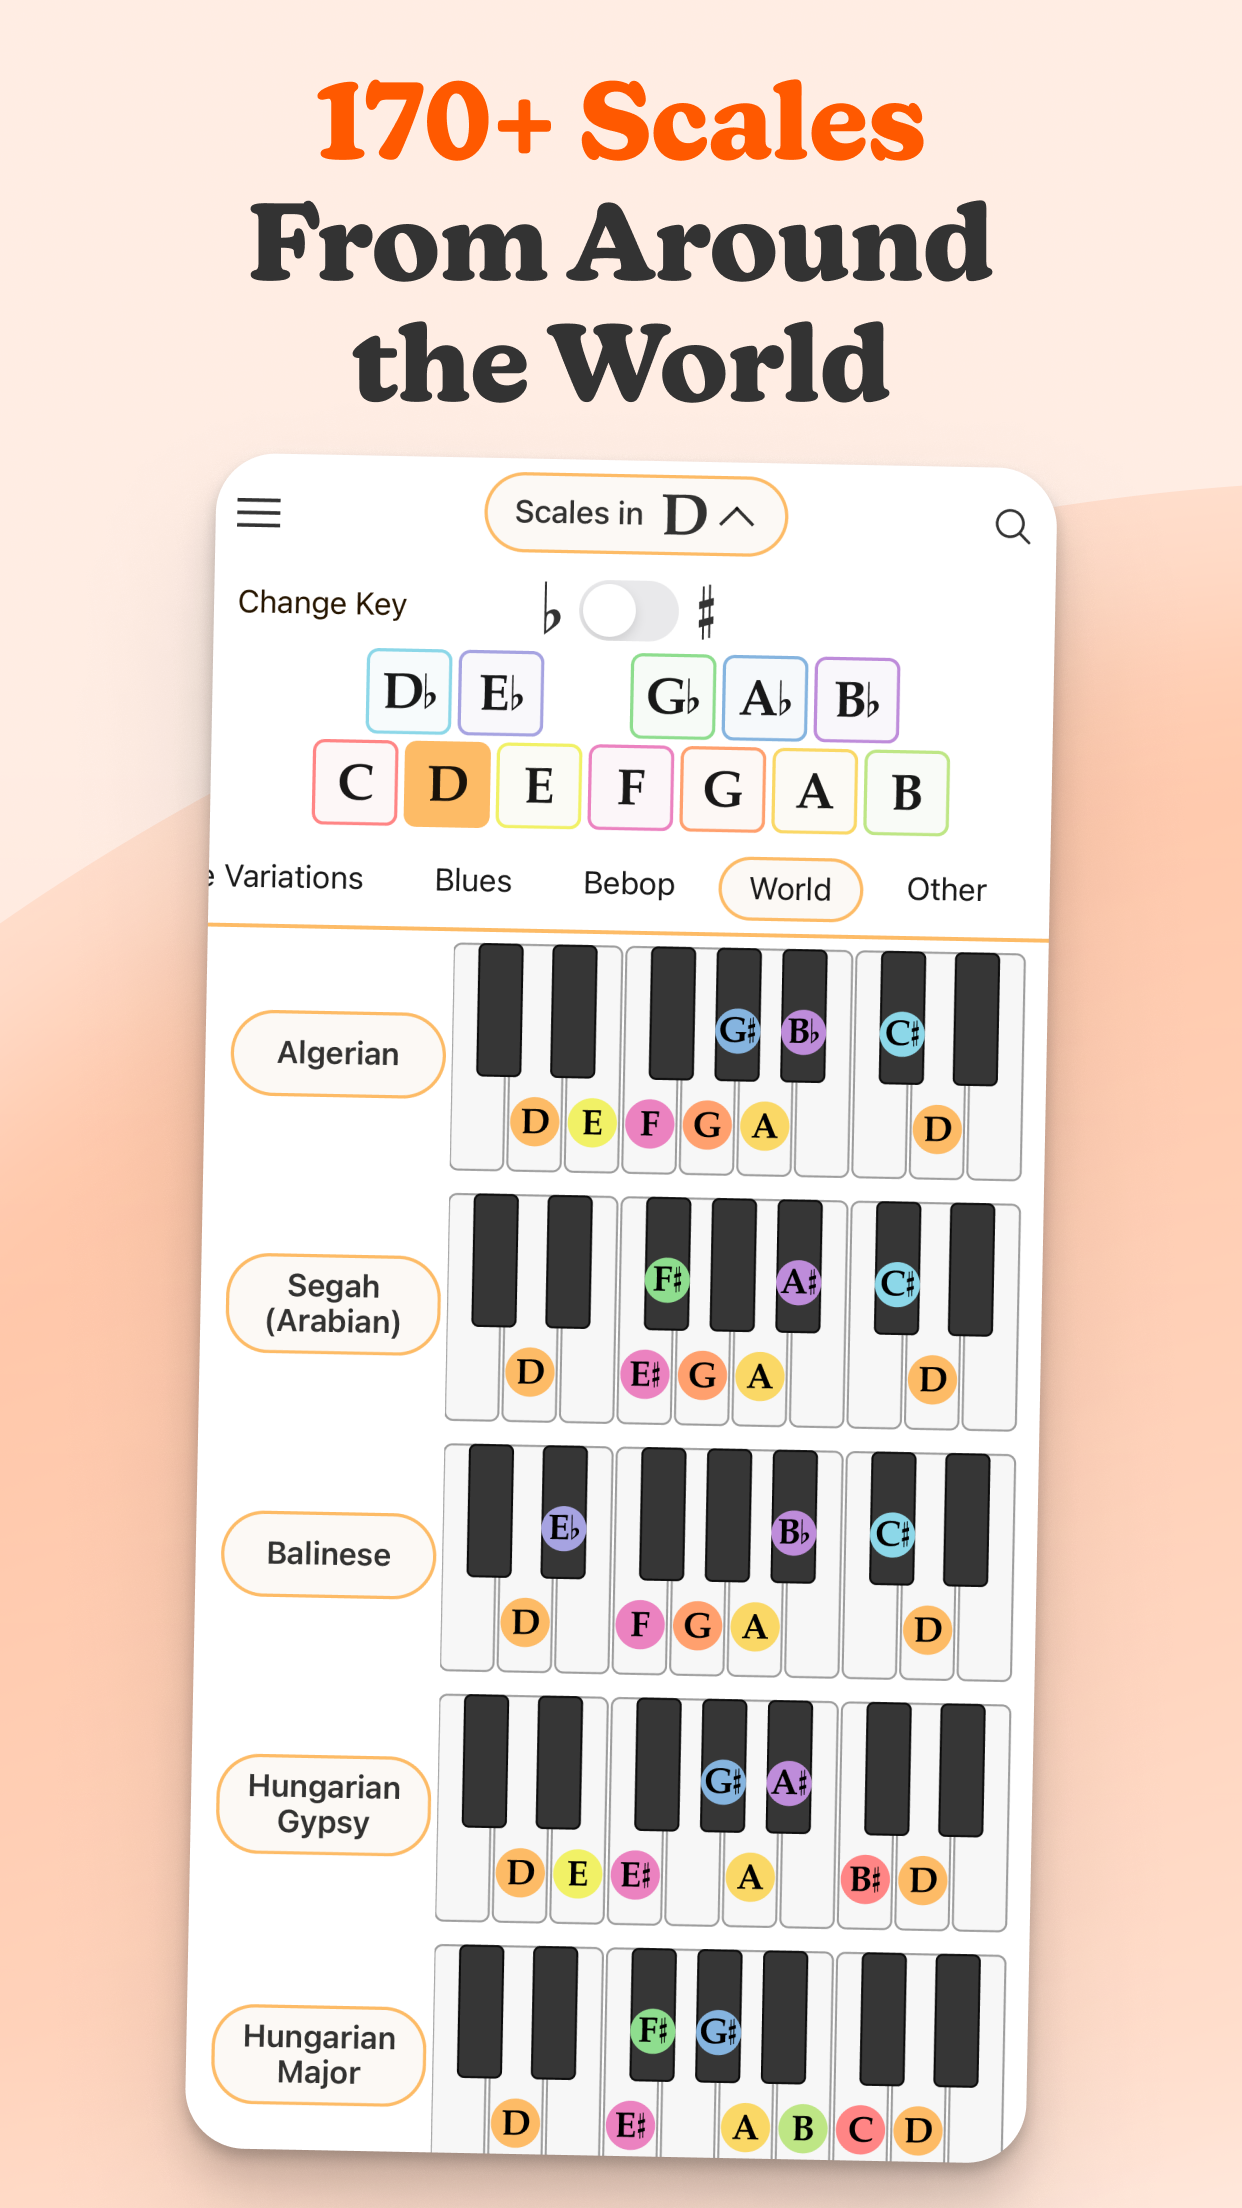 170+ Scales
From Around
the World
Scales in D
Change Key
♭ ♯
D♭ E♭ G♭ A♭ B♭
C D E F G A B
e Variations Blues Bebop World Other
G♯ B♭ C♯
Algerian
D E F G A D
F♯ A♯ C♯
Segah
(Arabian)
D E♯ G A D
E♭ B♭ C♯
Balinese
D F G A D
G♯ A♯
Hungarian
Gypsy
D E E♯ A B♯ D
F♯ G♯
Hungarian
Major
D E♯ A B C D